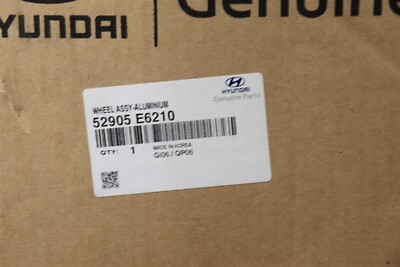 Genuine
HYUNDAI
HYUNDAI
Genuine Parts
WHEEL ASSY-ALUMINIUM
52905 E6210
QTY: 1
MADE IN KOREA
QI06 / QP06